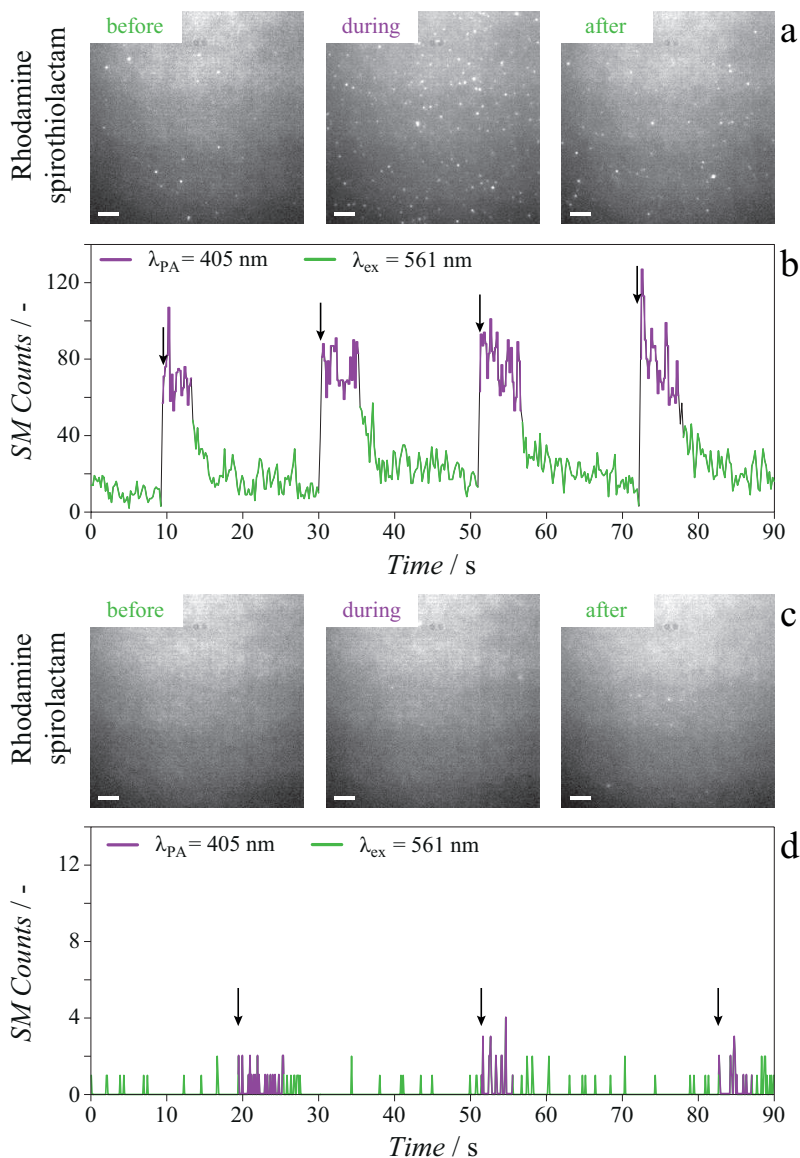 before during after a
Rhodamine
spirothiolactam
b
λPA = 405 nm λex = 561 nm
120
80
40
0
SM Counts / -
0 10 20 30 40 50 60 70 80 90
Time / s
before during after c
Rhodamine
spirolactam
d
λPA = 405 nm λex = 561 nm
12
8
4
0
SM Counts / -
0 10 20 30 40 50 60 70 80 90
Time / s